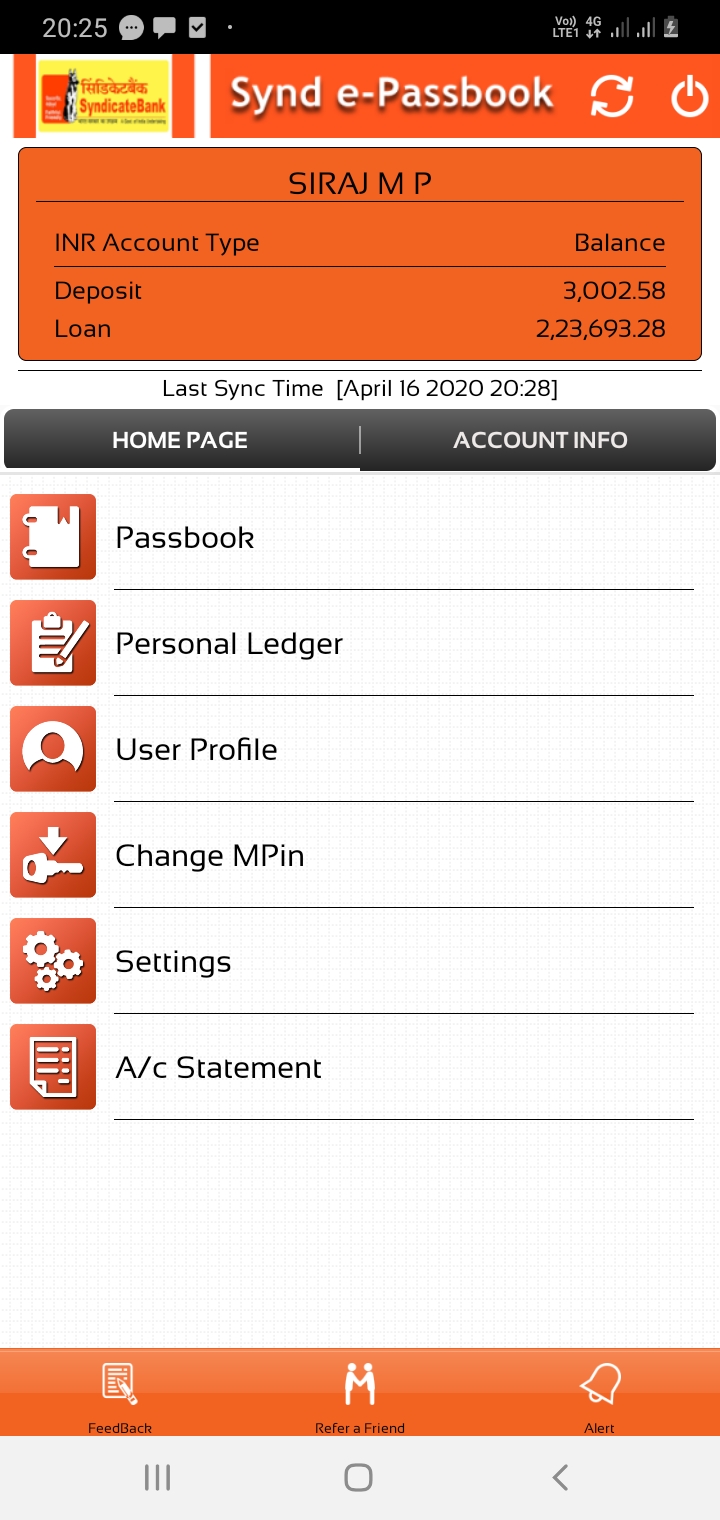 20:25
Vo) 4G
LTE1
सिंडिकेटबैंक
SyndicateBank
Synd e-Passbook
SIRAJ M P
INR Account Type Balance
Deposit 3,002.58
Loan 2,23,693.28
Last Sync Time [April 16 2020 20:28]
HOME PAGE ACCOUNT INFO
Passbook
Personal Ledger
User Profile
Change MPin
Settings
A/c Statement
FeedBack Refer a Friend Alert